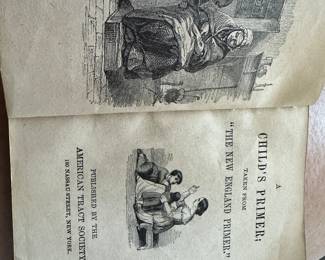 A
CHILD'S PRIMER;
TAKEN FROM
"THE NEW ENGLAND PRIMER."
PUBLISHED BY THE
AMERICAN TRACT SOCIETY
150 NASSAU STREET, NEW YORK.